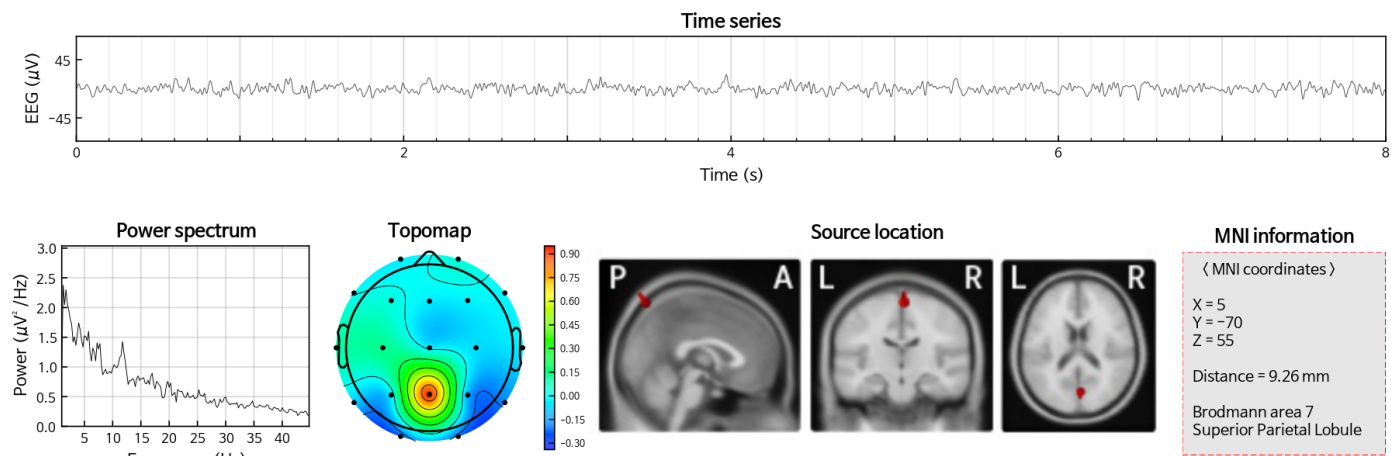 Time series
EEG (μV)
45
−45
0
2
4
6
8
Time (s)
Power spectrum
Power (μV²/Hz)
3.0
2.5
2.0
1.5
1.0
0.5
0.0
5
10
15
20
25
30
35
40
Topomap
0.90
0.75
0.60
0.45
0.30
0.15
0.00
−0.15
−0.30
Source location
P
A
L
R
L
R
MNI information
〈 MNI coordinates 〉
X = 5
Y = −70
Z = 55
Distance = 9.26 mm
Brodmann area 7
Superior Parietal Lobule